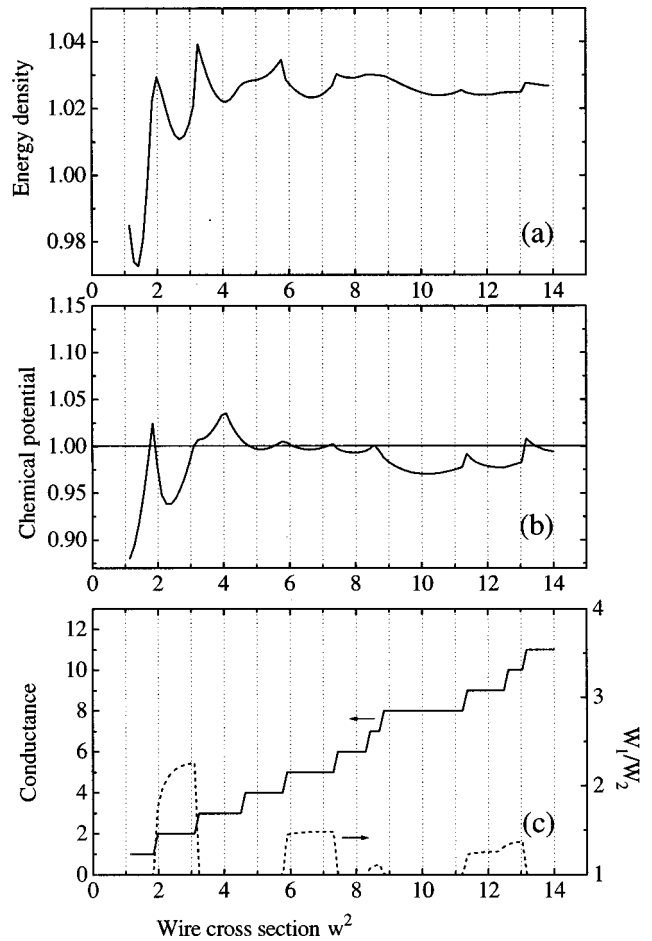 1.04
1.02
1.00
0.98
Energy density
(a)
0 2 4 6 8 10 12 14
1.15
1.10
1.05
1.00
0.95
0.90
Chemical potential
(b)
0 2 4 6 8 10 12 14
12
10
8
6
4
2
0
Conductance
4
3
2
1
W1/W2
(c)
0 2 4 6 8 10 12 14
Wire cross section w²